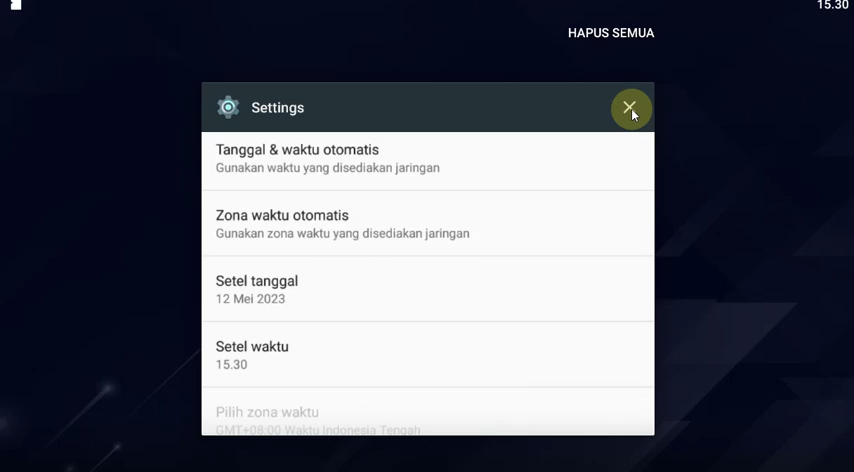 15.30
HAPUS SEMUA
Settings
Tanggal & waktu otomatis
Gunakan waktu yang disediakan jaringan
Zona waktu otomatis
Gunakan zona waktu yang disediakan jaringan
Setel tanggal
12 Mei 2023
Setel waktu
15.30
Pilih zona waktu
GMT+08:00 Waktu Indonesia Tengah